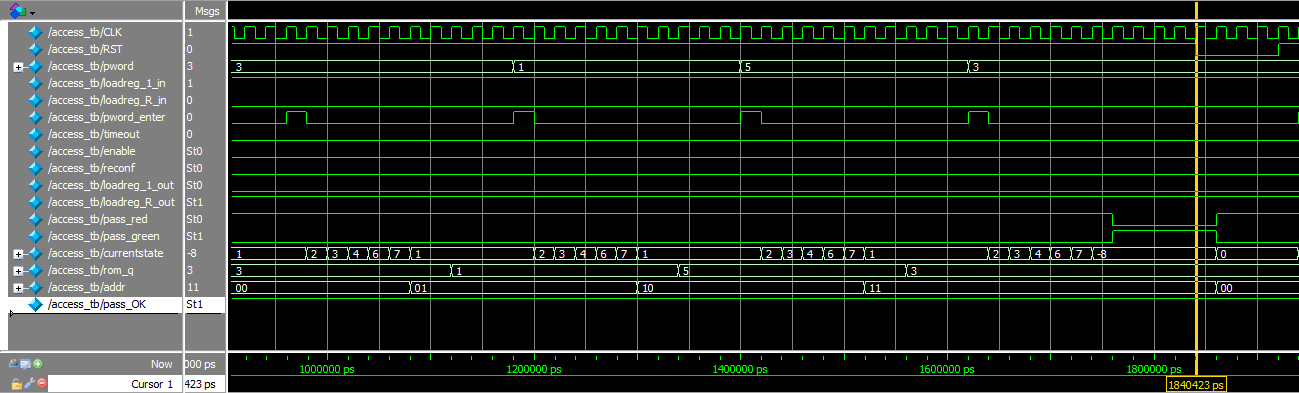 Msgs
/access_tb/CLK 1
/access_tb/RST 0
/access_tb/pword 3 3 1 5 3
/access_tb/loadreg_1_in 1
/access_tb/loadreg_R_in 0
/access_tb/pword_enter 0
/access_tb/timeout 0
/access_tb/enable St0
/access_tb/reconf St0
/access_tb/loadreg_1_out St0
/access_tb/loadreg_R_out St1
/access_tb/pass_red St0
/access_tb/pass_green St1
/access_tb/currentstate -8 1 2 3 4 6 7 1 2 3 4 6 7 1 2 3 4 6 7 1 2 3 4 6 7 -8 0
/access_tb/rom_q 3 3 1 5 3
/access_tb/addr 11 00 01 10 11 00
/access_tb/pass_OK St1
Now 000 ps 1000000 ps 1200000 ps 1400000 ps 1600000 ps 1800000 ps
Cursor 1 423 ps 1840423 ps